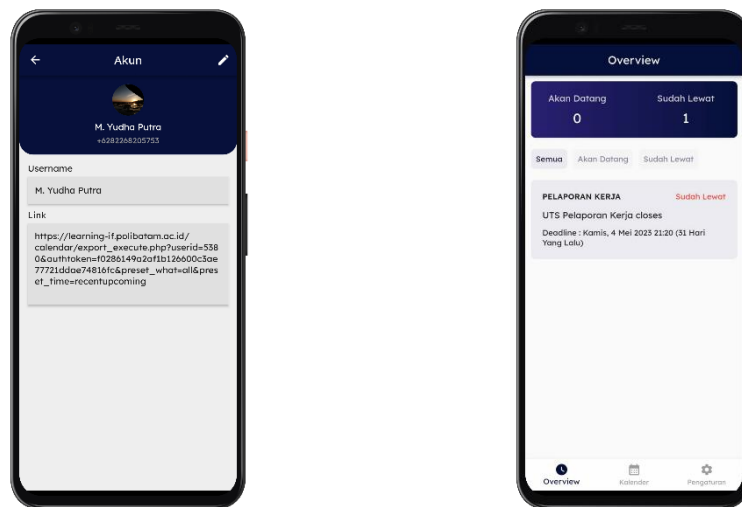 Akun
M. Yudha Putra
+6282268205753
Username
M. Yudha Putra
Link
https://learning-if.polibatam.ac.id/
calendar/export_execute.php?userid=538
0&authtoken=f0286149a2af1b126600c3ae
77721ddae74816fc&preset_what=all&pres
et_time=recentupcoming
Overview
Akan Datang Sudah Lewat
0 1
Semua Akan Datang Sudah Lewat
PELAPORAN KERJA Sudah Lewat
UTS Pelaporan Kerja closes
Deadline : Kamis, 4 Mei 2023 21:20 (31 Hari
Yang Lalu)
Overview Kalender Pengaturan